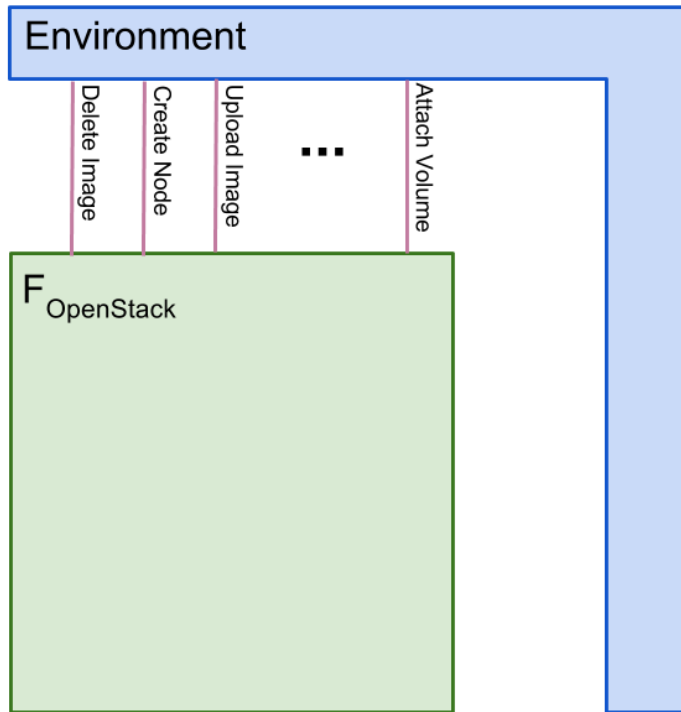 Environment
Delete Image
Create Node
Upload Image
...
Attach Volume
F
OpenStack